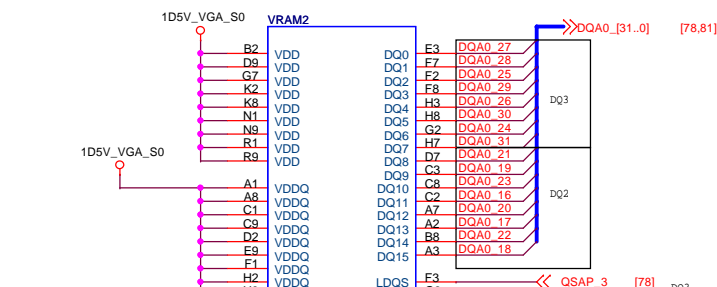 1D5V_VGA_S0
VRAM2
DQA0_[31..0] [78,81]
B2 VDD DQ0 E3 DQA0_27
D9 VDD DQ1 F7 DQA0_28
G7 VDD DQ2 F2 DQA0_25
K2 VDD DQ3 F8 DQA0_29
K8 VDD DQ4 H3 DQA0_26
N1 VDD DQ5 H8 DQA0_30
N9 VDD DQ6 G2 DQA0_24
R1 VDD DQ7 H7 DQA0_31
R9 VDD DQ8 D7 DQA0_21
DQ3
1D5V_VGA_S0
DQ9 C3 DQA0_19
A1 VDDQ DQ10 C8 DQA0_23
A8 VDDQ DQ11 C2 DQA0_16
C1 VDDQ DQ12 A7 DQA0_20
C9 VDDQ DQ13 A2 DQA0_17
D2 VDDQ DQ14 B8 DQA0_22
E9 VDDQ DQ15 A3 DQA0_18
DQ2
F1 VDDQ
H2 VDDQ LDQS F3 QSAP_3 [78]